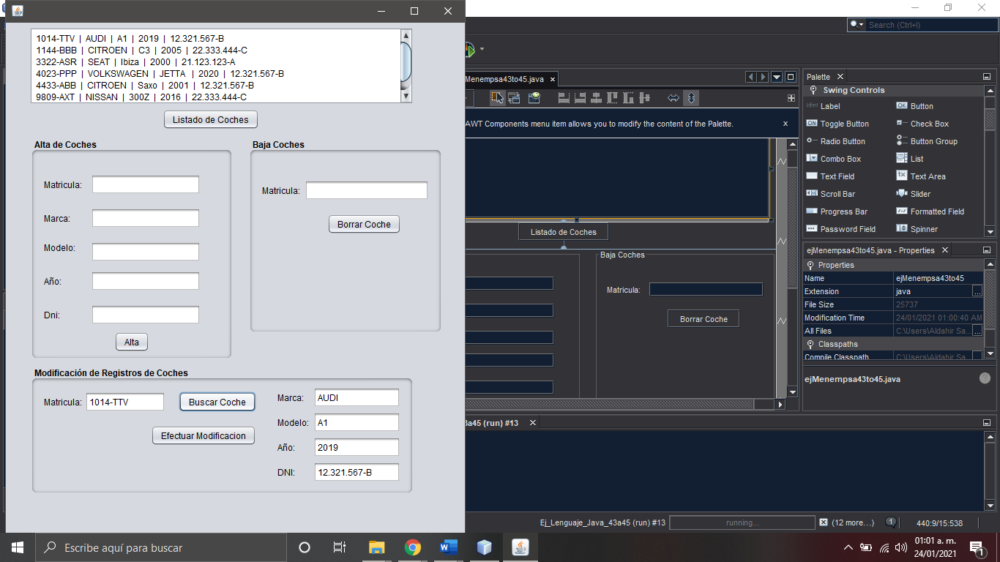 1014-TTV | AUDI | A1 | 2019 | 12.321.567-B
1144-BBB | CITROEN | C3 | 2005 | 22.333.444-C
3322-ASR | SEAT | Ibiza | 2000 | 21.123.123-A
4023-PPP | VOLKSWAGEN | JETTA | 2020 | 12.321.567-B
4433-ABB | CITROEN | Saxo | 2001 | 12.321.567-B
9809-AXT | NISSAN | 300Z | 2016 | 22.333.444-C
Listado de Coches
Alta de Coches
Matricula:
Marca:
Modelo:
Año:
Dni:
Alta
Baja Coches
Matricula:
Borrar Coche
Modificación de Registros de Coches
Matricula: 1014-TTV
Buscar Coche
Efectuar Modificacion
Marca: AUDI
Modelo: A1
Año: 2019
DNI: 12.321.567-B
Search (Ctrl+I)
Menempsa43to45.java
AWT Components menu item allows you to modify the content of the Palette.
x
Listado de Coches
Baja Coches
Matricula:
Borrar Coche
Palette
Swing Controls
label Label
OK Button
ON Toggle Button
Check Box
Radio Button
Button Group
Combo Box
List
Text Field
tx Text Area
Scroll Bar
Slider
Progress Bar
Formatted Field
Password Field
Spinner
ejMenempsa43to45.java - Properties
Properties
Name ejMenempsa43to45
Extension java ...
File Size 25737
Modification Time 24/01/2021 01:00:40 AM
All Files C:\Users\Aldahir Sa... ...
Classpaths
Compile Classpath C:\Users\Aldahir Sa
ejMenempsa43to45.java
3a45 (run) #13
Ej_Lenguaje_Java_43a45 (run) #13
running...
(12 more...)
1
440:9/15:538
Escribe aquí para buscar
01:01 a. m.
24/01/2021
1